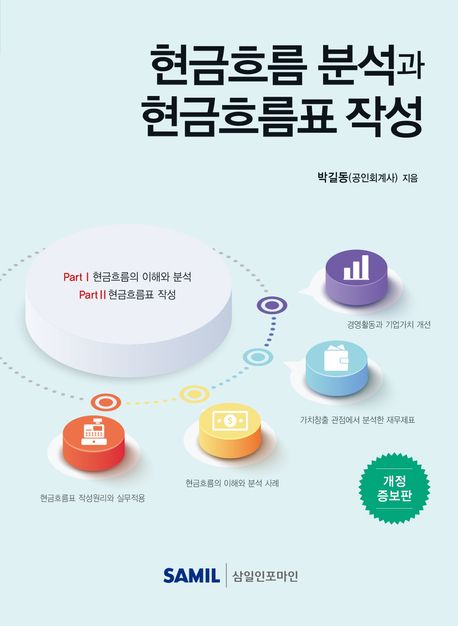 현금흐름 분석과
현금흐름표 작성
박길동(공인회계사) 지음
Part Ⅰ 현금흐름의 이해와 분석
Part Ⅱ 현금흐름표 작성
경영활동과 기업가치 개선
가치창출 관점에서 분석한 재무제표
$
현금흐름의 이해와 분석 사례
현금흐름표 작성원리와 실무적용
개정
증보판
SAMIL 삼일인포마인